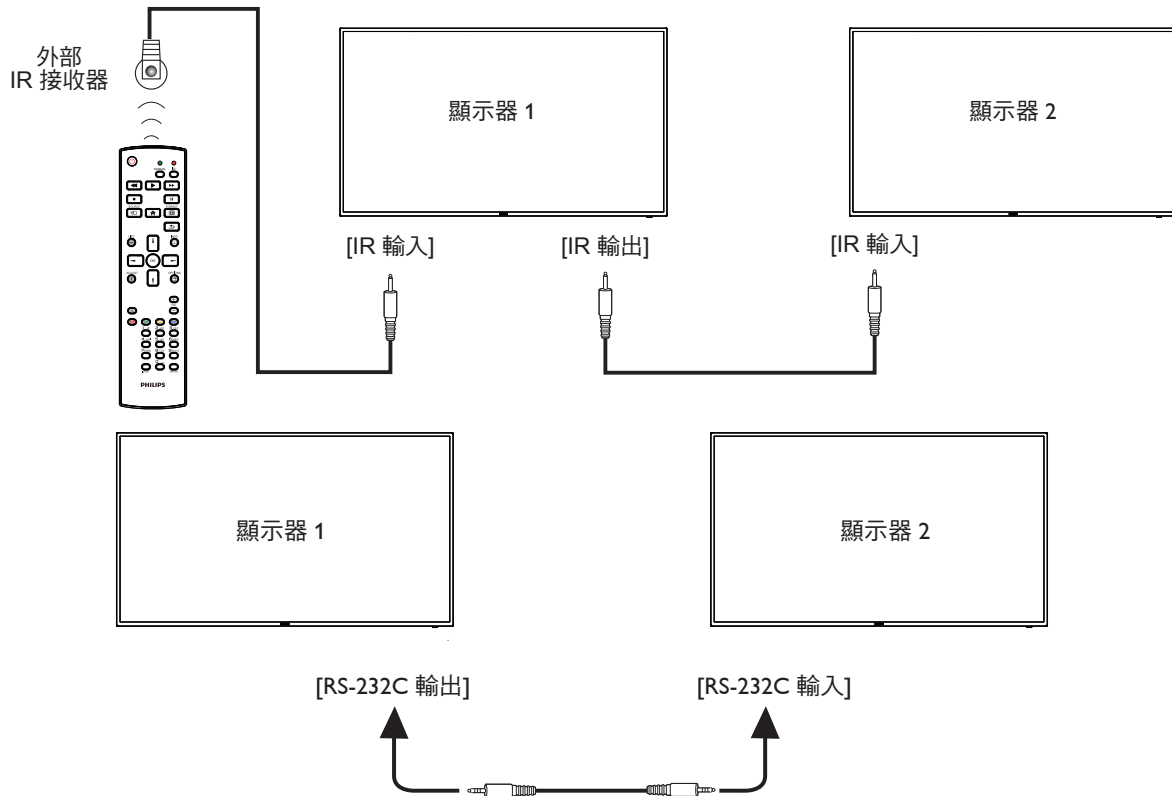 外部
IR 接收器
顯示器 1
顯示器 2
[IR 輸入]
[IR 輸出]
[IR 輸入]
PHILIPS
顯示器 1
顯示器 2
[RS-232C 輸出]
[RS-232C 輸入]